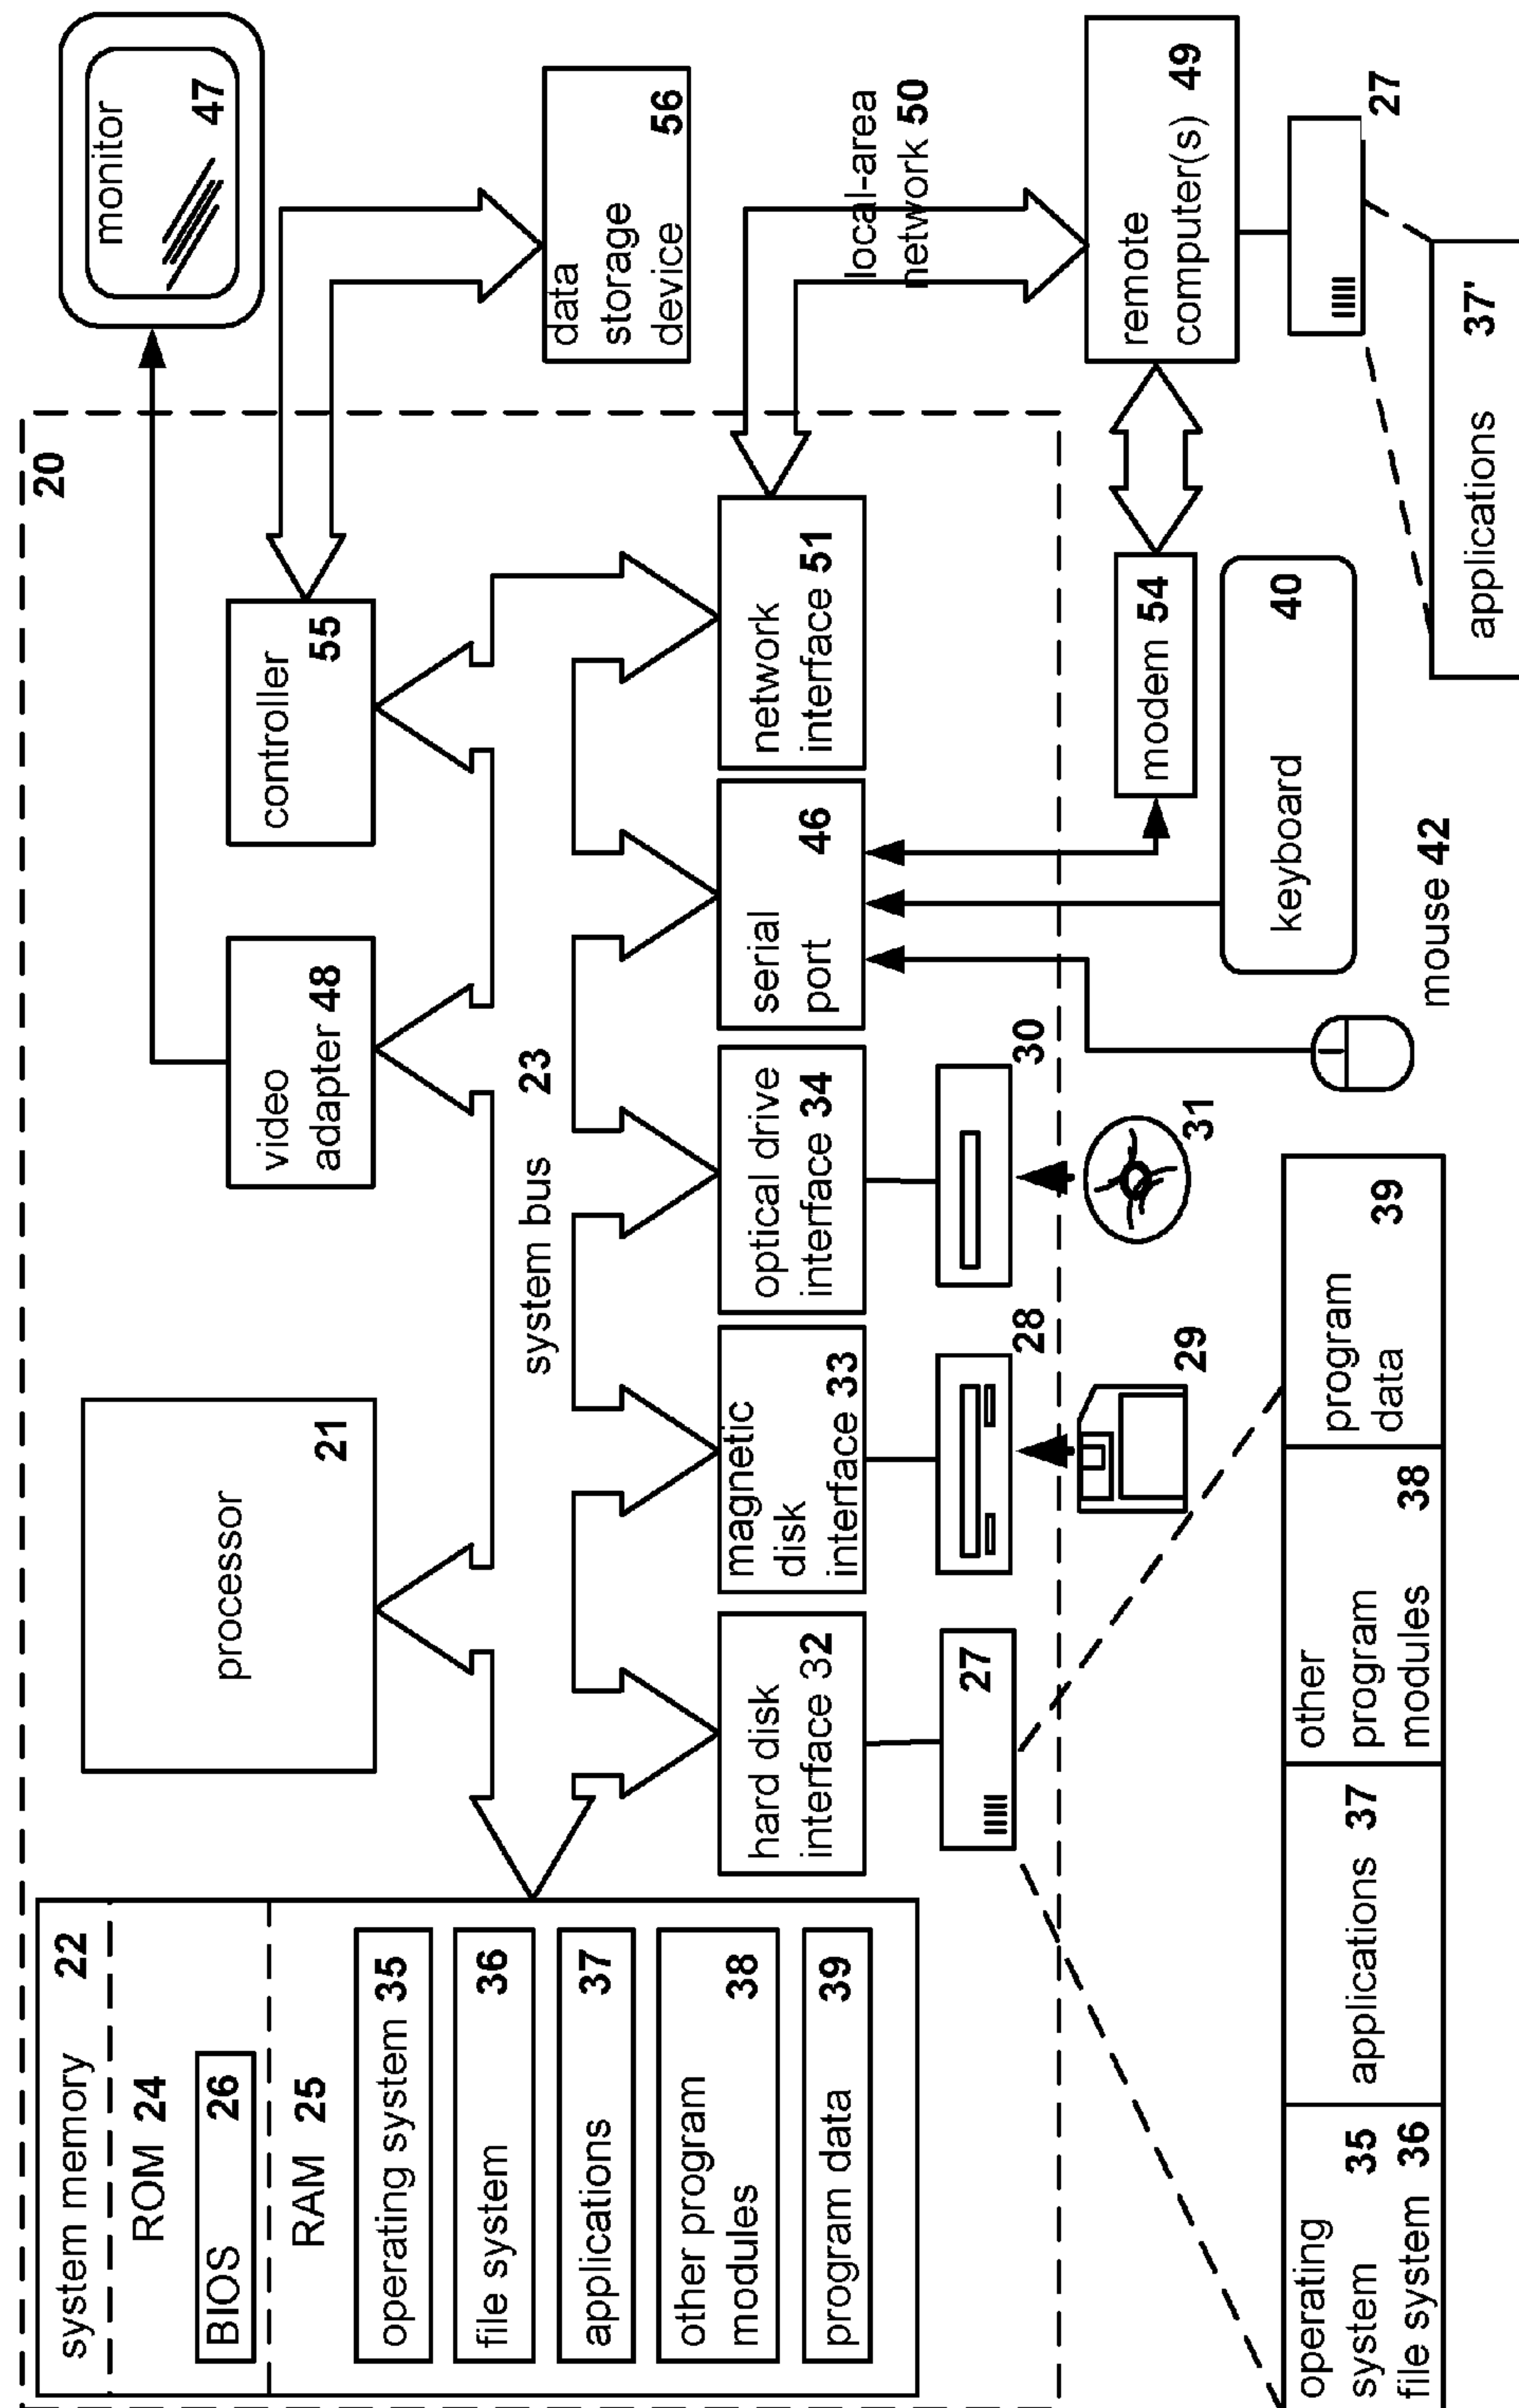 20
system memory 22
ROM 24
BIOS 26
RAM 25
operating system 35
file system 36
applications 37
other program
modules 38
program data 39
processor
21
video
adapter 48
controller
55
monitor
47
system bus 23
data
storage
device 56
hard disk
interface 32
magnetic
disk
interface 33
optical drive
interface 34
serial
port 46
network
interface 51
local-area
network 50
27
28
30
29
31
modem 54
remote
computer(s) 49
keyboard 40
mouse 42
27
operating
system 35
file system 36
applications 37
other
program
modules 38
program
data 39
applications 37'